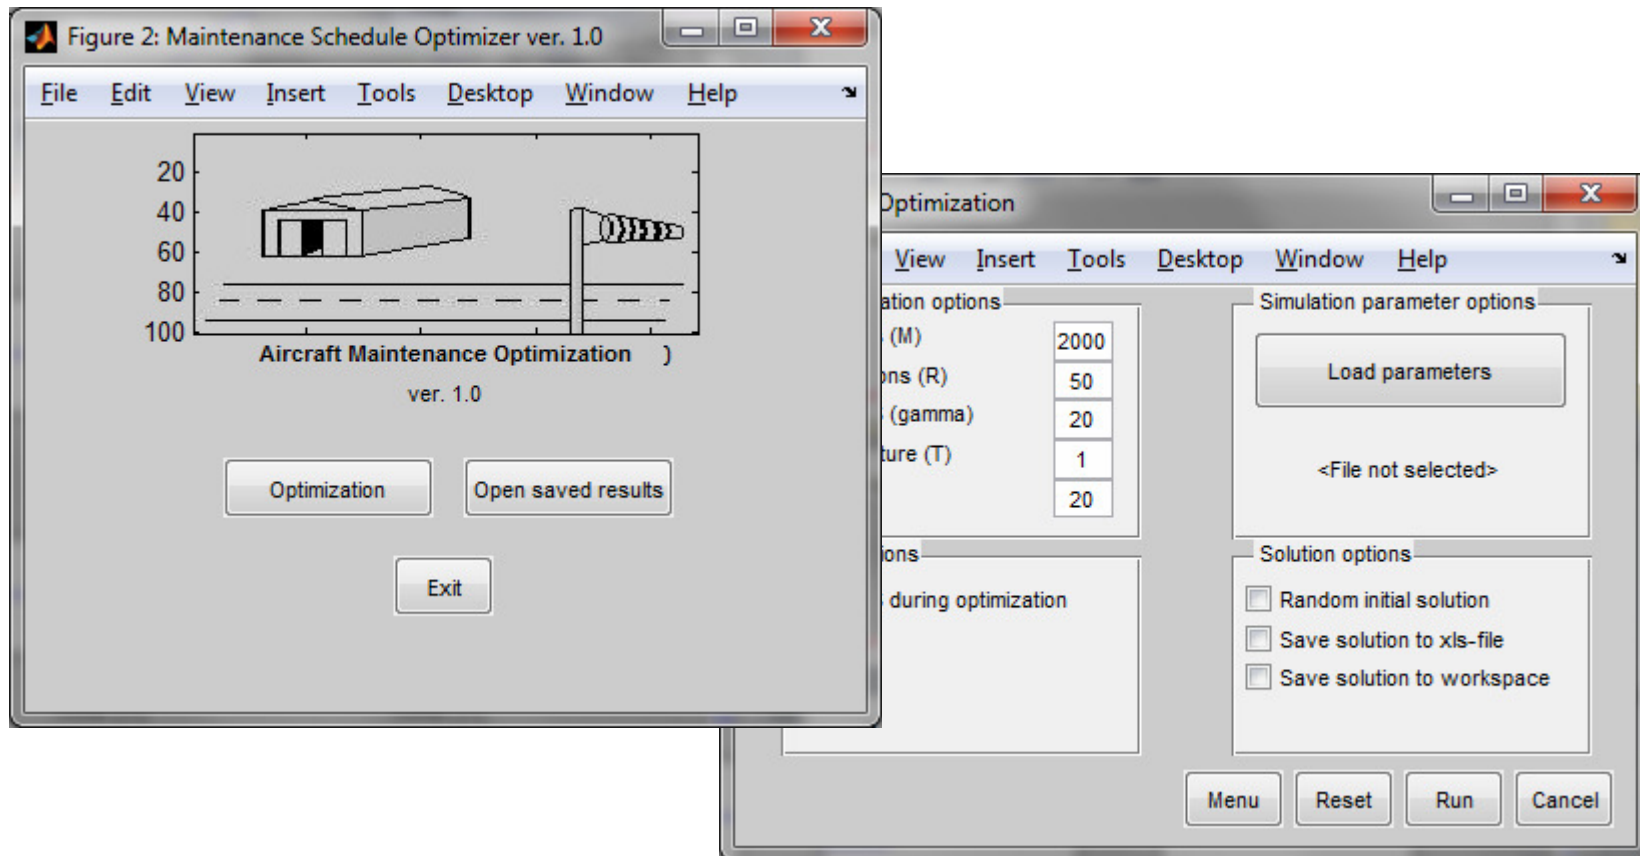 Figure 2: Maintenance Schedule Optimizer ver. 1.0
File Edit View Insert Tools Desktop Window Help
20
40
60
80
100
Aircraft Maintenance Optimization )
ver. 1.0
Optimization Open saved results
Exit
Optimization
View Insert Tools Desktop Window Help
ation options
(M) 2000
ons (R) 50
(gamma) 20
ture (T) 1
20
Simulation parameter options
Load parameters
<File not selected>
ions
during optimization
Solution options
Random initial solution
Save solution to xls-file
Save solution to workspace
Menu Reset Run Cancel